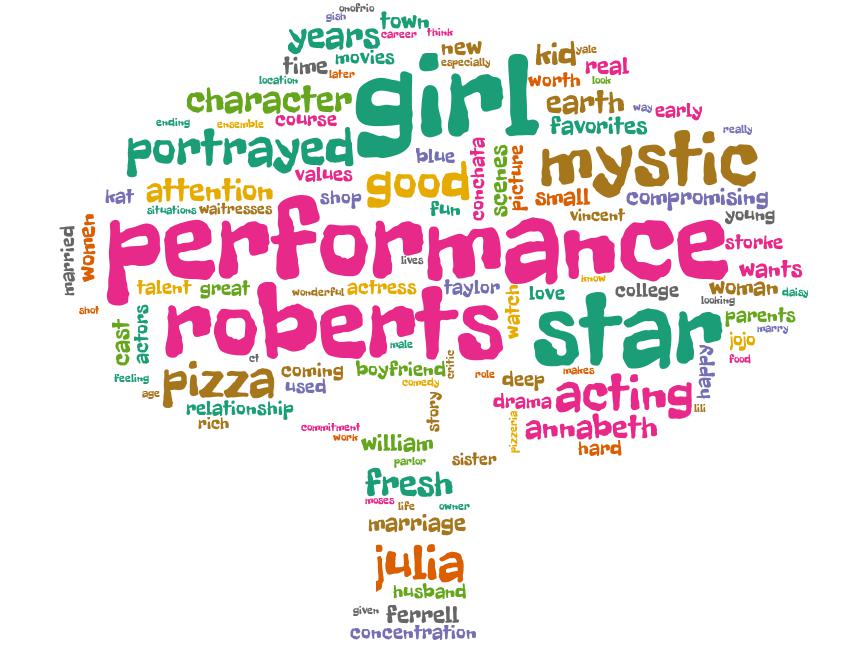 onofrio
gish
town
years
career
think
new
kid
yale
time
movies
especially
real
later
location
worth
look
character
girl
earth
way
early
ending
ensemble
course
favorites
really
portrayed
blue
conchata
scenes
picture
mystic
values
kat
attention
shop
good
small
compromising
situations
waitresses
fun
vincent
young
married
women
performance
lives
storke
wants
know
talent
great
wonderful
actress
taylor
watch
love
college
woman
daisy
looking
shot
cast
actors
roberts
male
star
parents
marry
jojo
food
happy
ct
feeling
age
pizza
coming
used
boyfriend
critic
comedy
role
deep
makes
acting
relationship
rich
story
drama
lili
commitment
work
william
pizzeria
annabeth
hard
parlor
sister
fresh
moses
life
owner
marriage
julia
husband
given
ferrell
concentration